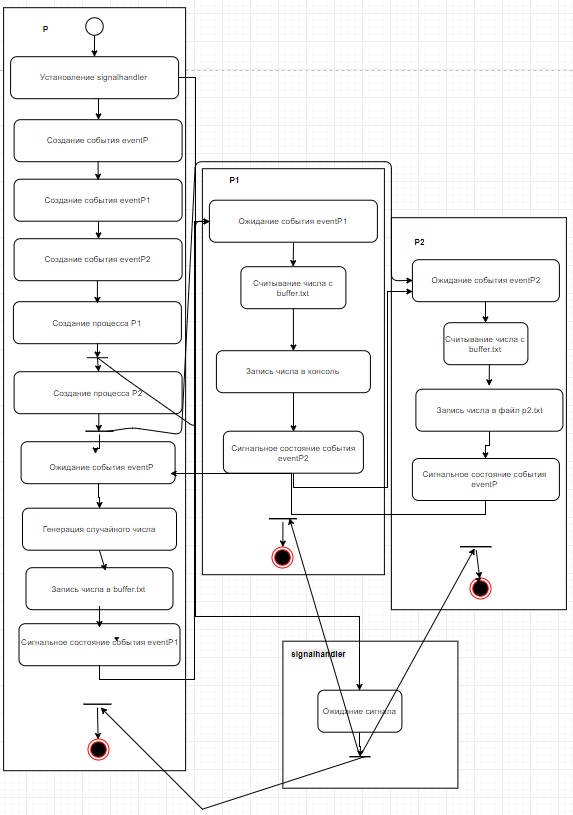 P
Установление signalhandler
Создание события eventP
Создание события eventP1
Создание события eventP2
Создание процесса P1
Создание процесса P2
Ожидание события eventP
Генерация случайного числа
Запись числа в buffer.txt
Сигнальное состояние события eventP1
P1
Ожидание события eventP1
Считывание числа с
buffer.txt
Запись числа в консоль
Сигнальное состояние события
eventP2
P2
Ожидание события eventP2
Считывание числа с
buffer.txt
Запись числа в файл p2.txt
Сигнальное состояние события
eventP
signalhandler
Ожидание сигнала